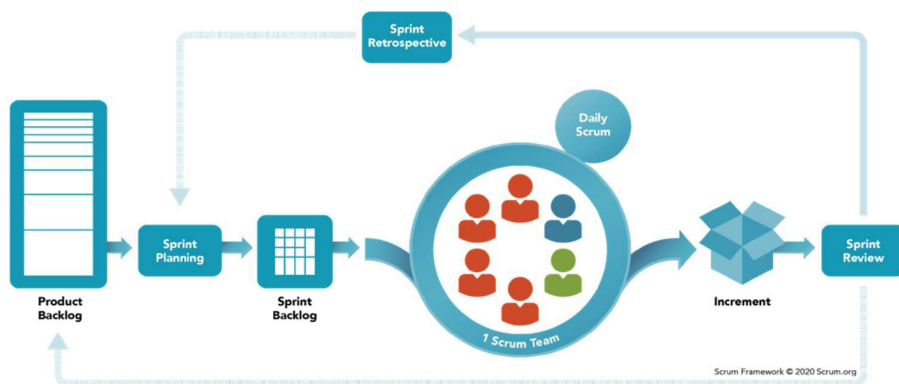 Sprint
Retrospective
Daily
Scrum
Sprint
Planning
Sprint
Review
Product
Backlog
Sprint
Backlog
1 Scrum Team
Increment
Scrum Framework © 2020 Scrum.org